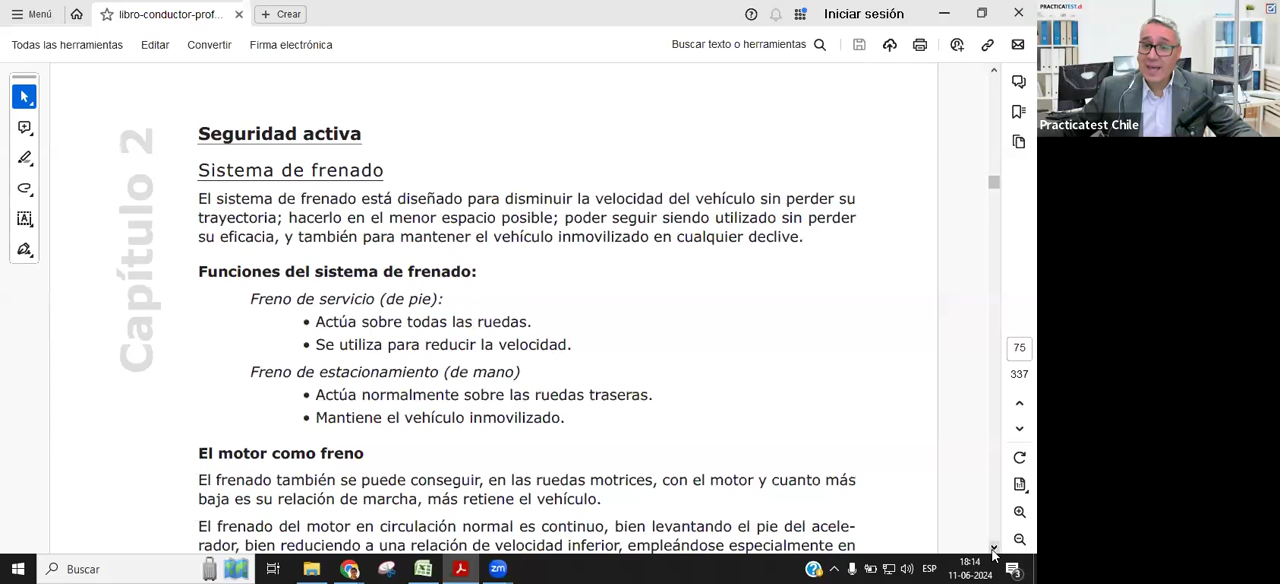 Menú
libro-conductor-prof...
Crear
Iniciar sesión
Todas las herramientas
Editar
Convertir
Firma electrónica
Buscar texto o herramientas
PRACTICATEST.cl
Practicatest Chile
Capítulo 2
Seguridad activa
Sistema de frenado
El sistema de frenado está diseñado para disminuir la velocidad del vehículo sin perder su
trayectoria; hacerlo en el menor espacio posible; poder seguir siendo utilizado sin perder
su eficacia, y también para mantener el vehículo inmovilizado en cualquier declive.
Funciones del sistema de frenado:
Freno de servicio (de pie):
• Actúa sobre todas las ruedas.
• Se utiliza para reducir la velocidad.
Freno de estacionamiento (de mano)
• Actúa normalmente sobre las ruedas traseras.
• Mantiene el vehículo inmovilizado.
El motor como freno
El frenado también se puede conseguir, en las ruedas motrices, con el motor y cuanto más
baja es su relación de marcha, más retiene el vehículo.
El frenado del motor en circulación normal es continuo, bien levantando el pie del acele-
rador, bien reduciendo a una relación de velocidad inferior, empleándose especialmente en
75
337
Buscar
zm
ESP
18:14
11-06-2024
3